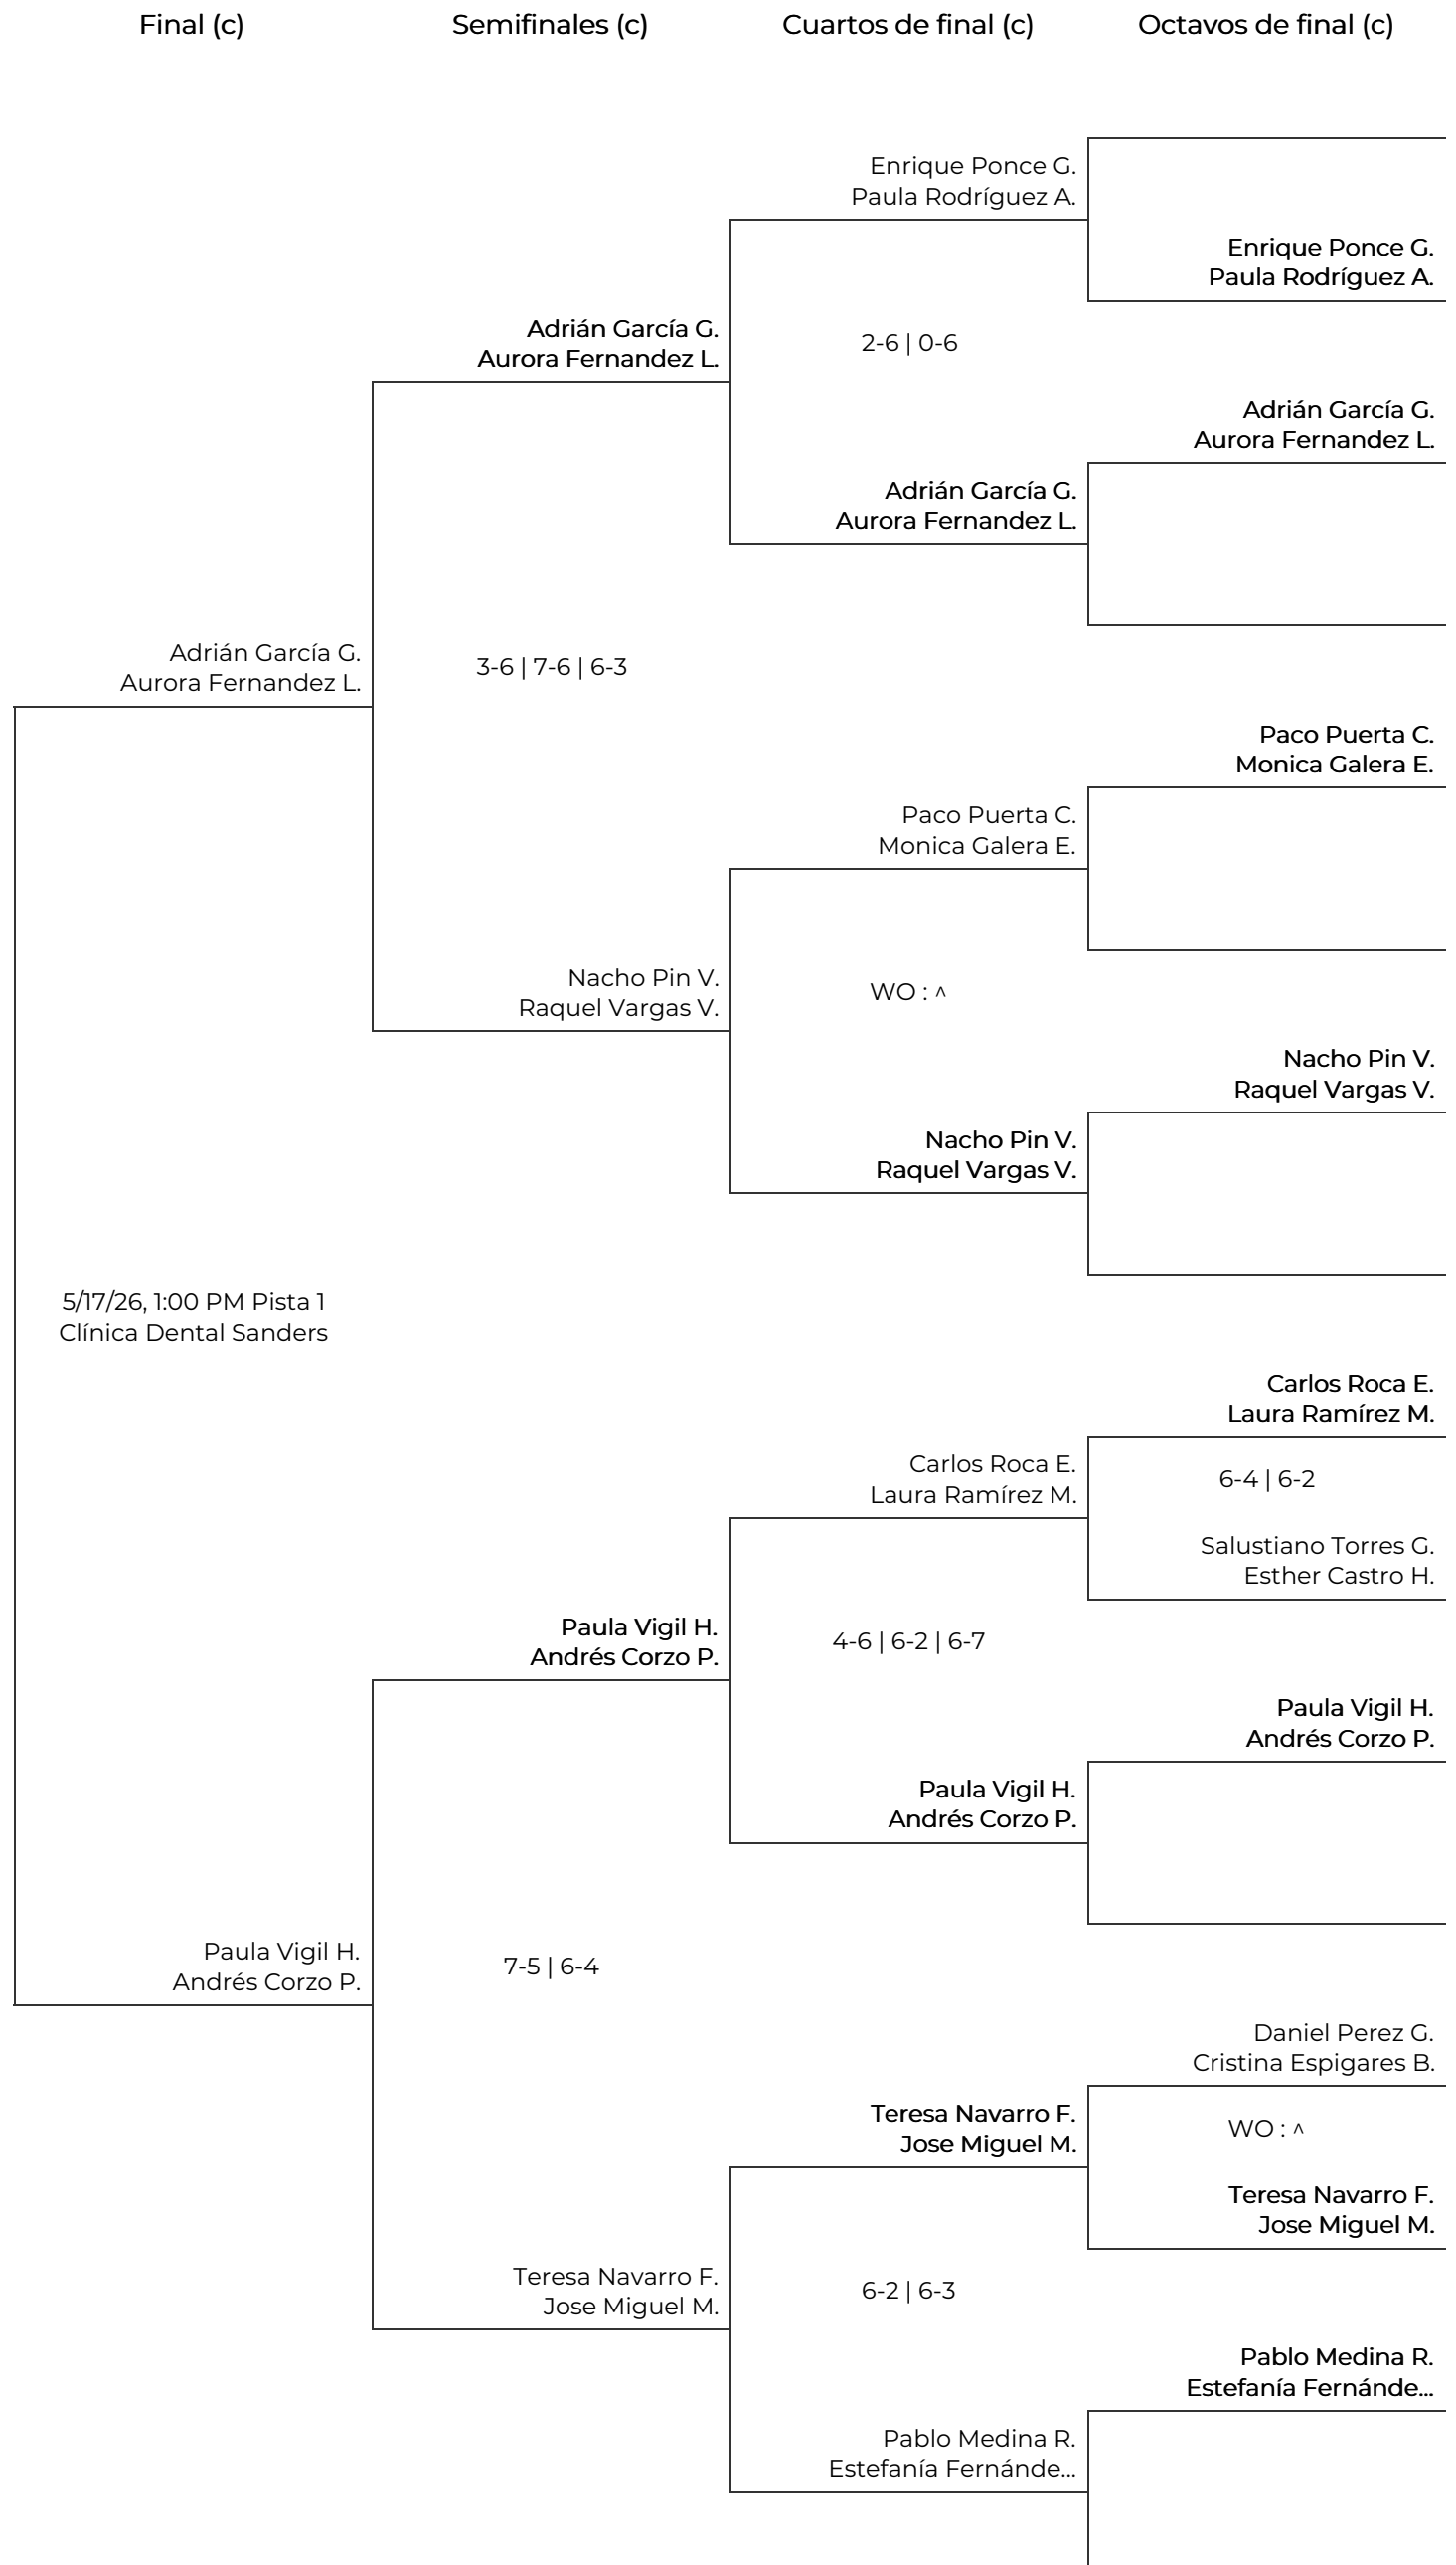 Final (c)
Semifinales (c)
Cuartos de final (c)
Octavos de final (c)
Enrique Ponce G.
Paula Rodríguez A.
Enrique Ponce G.
Paula Rodríguez A.
Adrián García G.
Aurora Fernandez L.
2-6 | 0-6
Adrián García G.
Aurora Fernandez L.
Adrián García G.
Aurora Fernandez L.
Adrián García G.
Aurora Fernandez L.
3-6 | 7-6 | 6-3
Paco Puerta C.
Monica Galera E.
Paco Puerta C.
Monica Galera E.
Nacho Pin V.
Raquel Vargas V.
WO : ^
Nacho Pin V.
Raquel Vargas V.
Nacho Pin V.
Raquel Vargas V.
5/17/26, 1:00 PM Pista 1
Clínica Dental Sanders
Carlos Roca E.
Laura Ramírez M.
Carlos Roca E.
Laura Ramírez M.
6-4 | 6-2
Salustiano Torres G.
Esther Castro H.
Paula Vigil H.
Andrés Corzo P.
4-6 | 6-2 | 6-7
Paula Vigil H.
Andrés Corzo P.
Paula Vigil H.
Andrés Corzo P.
Paula Vigil H.
Andrés Corzo P.
7-5 | 6-4
Daniel Perez G.
Cristina Espigares B.
Teresa Navarro F.
Jose Miguel M.
WO : ^
Teresa Navarro F.
Jose Miguel M.
Teresa Navarro F.
Jose Miguel M.
6-2 | 6-3
Pablo Medina R.
Estefanía Fernánde...
Pablo Medina R.
Estefanía Fernánde...